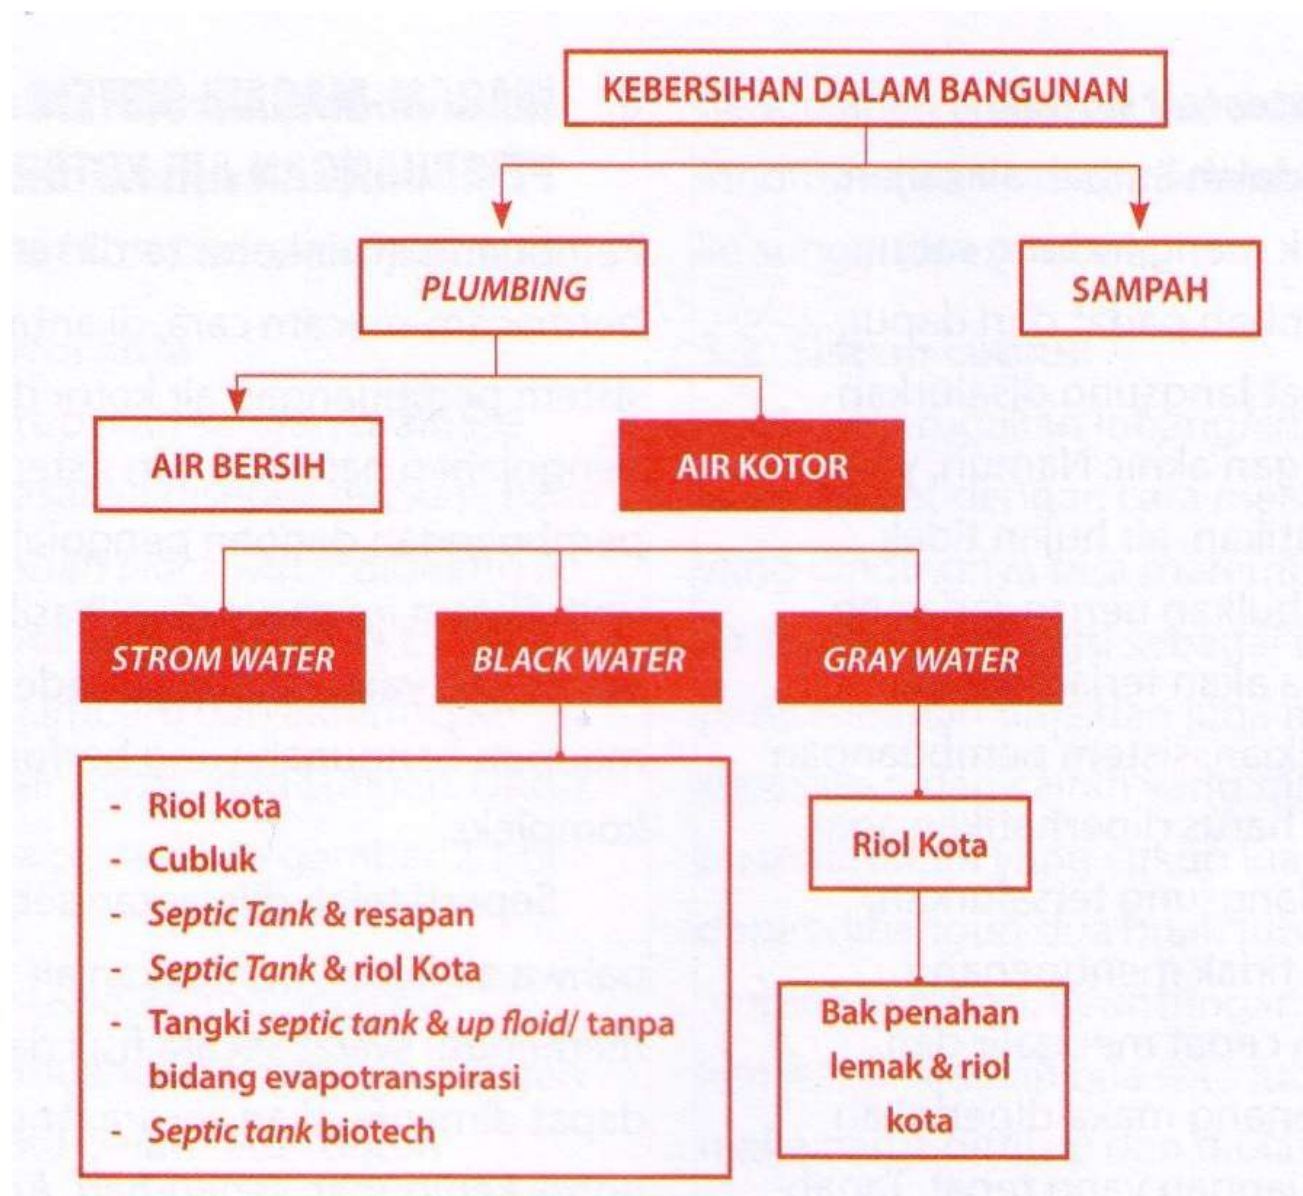 KEBERSIHAN DALAM BANGUNAN
PLUMBING
SAMPAH
AIR BERSIH
AIR KOTOR
STROM WATER
BLACK WATER
GRAY WATER
- Riol kota
- Cubluk
- Septic Tank & resapan
- Septic Tank & riol Kota
- Tangki septic tank & up floid/ tanpa
bidang evapotranspirasi
- Septic tank biotech
Riol Kota
Bak penahan
lemak & riol
kota